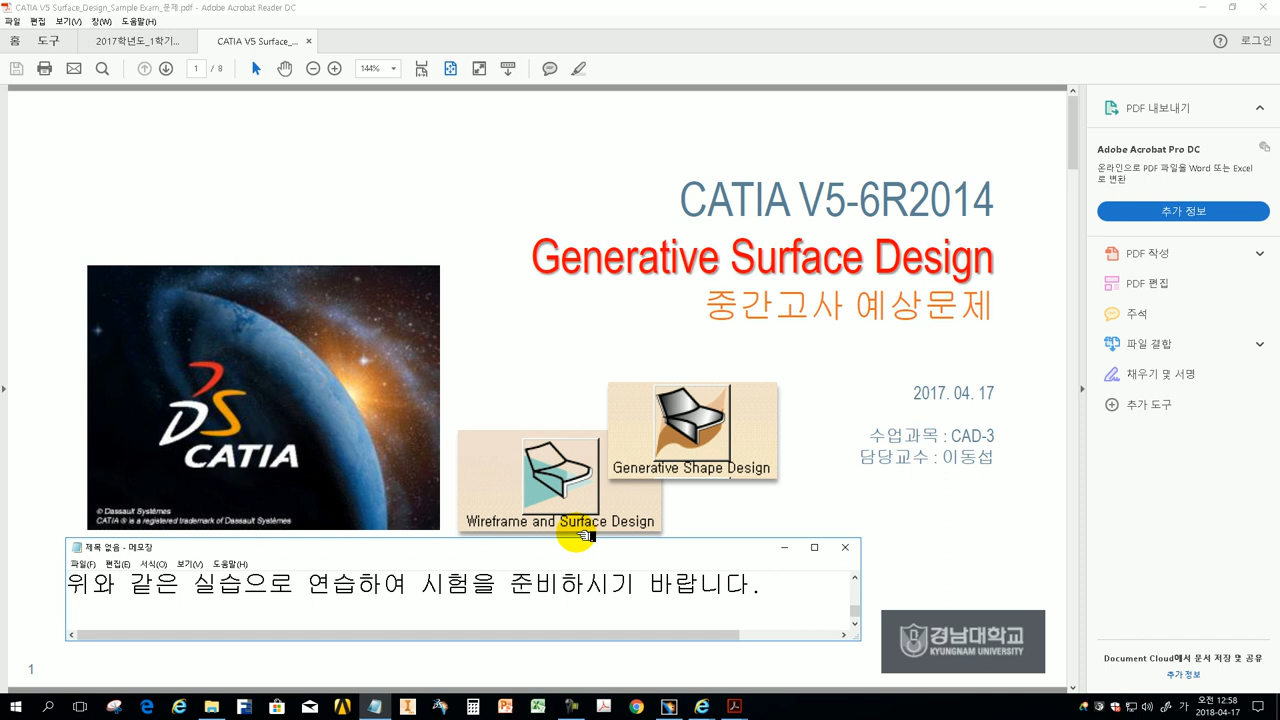 CATIA V5 Surface_Design_Sample Exam_문제.pdf - Adobe Acrobat Reader DC
파일 편집 보기(V) 창(W) 도움말(H)
홈 도구 2017학년도_1학기... CATIA V5 Surface_... × 로그인
1 / 8 144%
CATIA V5-6R2014
Generative Surface Design
중간고사 예상문제
2017. 04. 17
수업과목 : CAD-3
담당교수 : 이동섭
DS CATIA
© Dassault Systèmes
CATIA ® is a registered trademark of Dassault Systèmes
Generative Shape Design
Wireframe and Surface Design
제목 없음 - 메모장
파일(F) 편집(E) 서식(O) 보기(V) 도움말(H)
위와 같은 실습으로 연습하여 시험을 준비하시기 바랍니다.
경남대학교
KYUNGNAM UNIVERSITY
1
PDF 내보내기
Adobe Acrobat Pro DC
온라인으로 PDF 파일을 Word 또는 Excel
로 변환
추가 정보
PDF 작성
PDF 편집
주석
파일 결합
채우기 및 서명
추가 도구
Document Cloud에서 문서 저장 및 공유
추가 정보
가 오전 12:58
2018-04-17